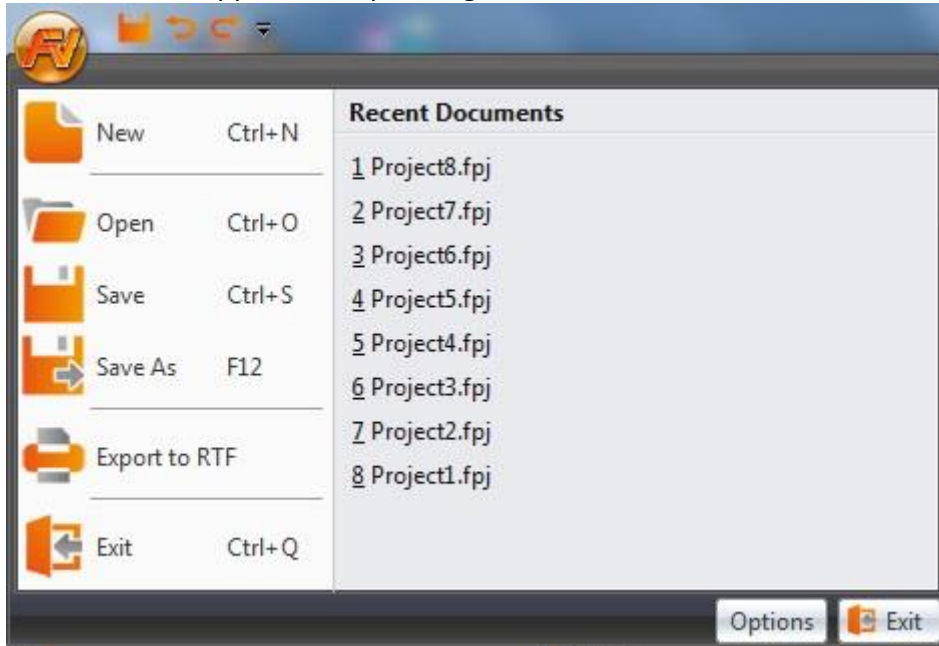 FV
New Ctrl+N
Open Ctrl+O
Save Ctrl+S
Save As F12
Export to RTF
Exit Ctrl+Q
Recent Documents
1 Project8.fpj
2 Project7.fpj
3 Project6.fpj
4 Project5.fpj
5 Project4.fpj
6 Project3.fpj
7 Project2.fpj
8 Project1.fpj
Options Exit